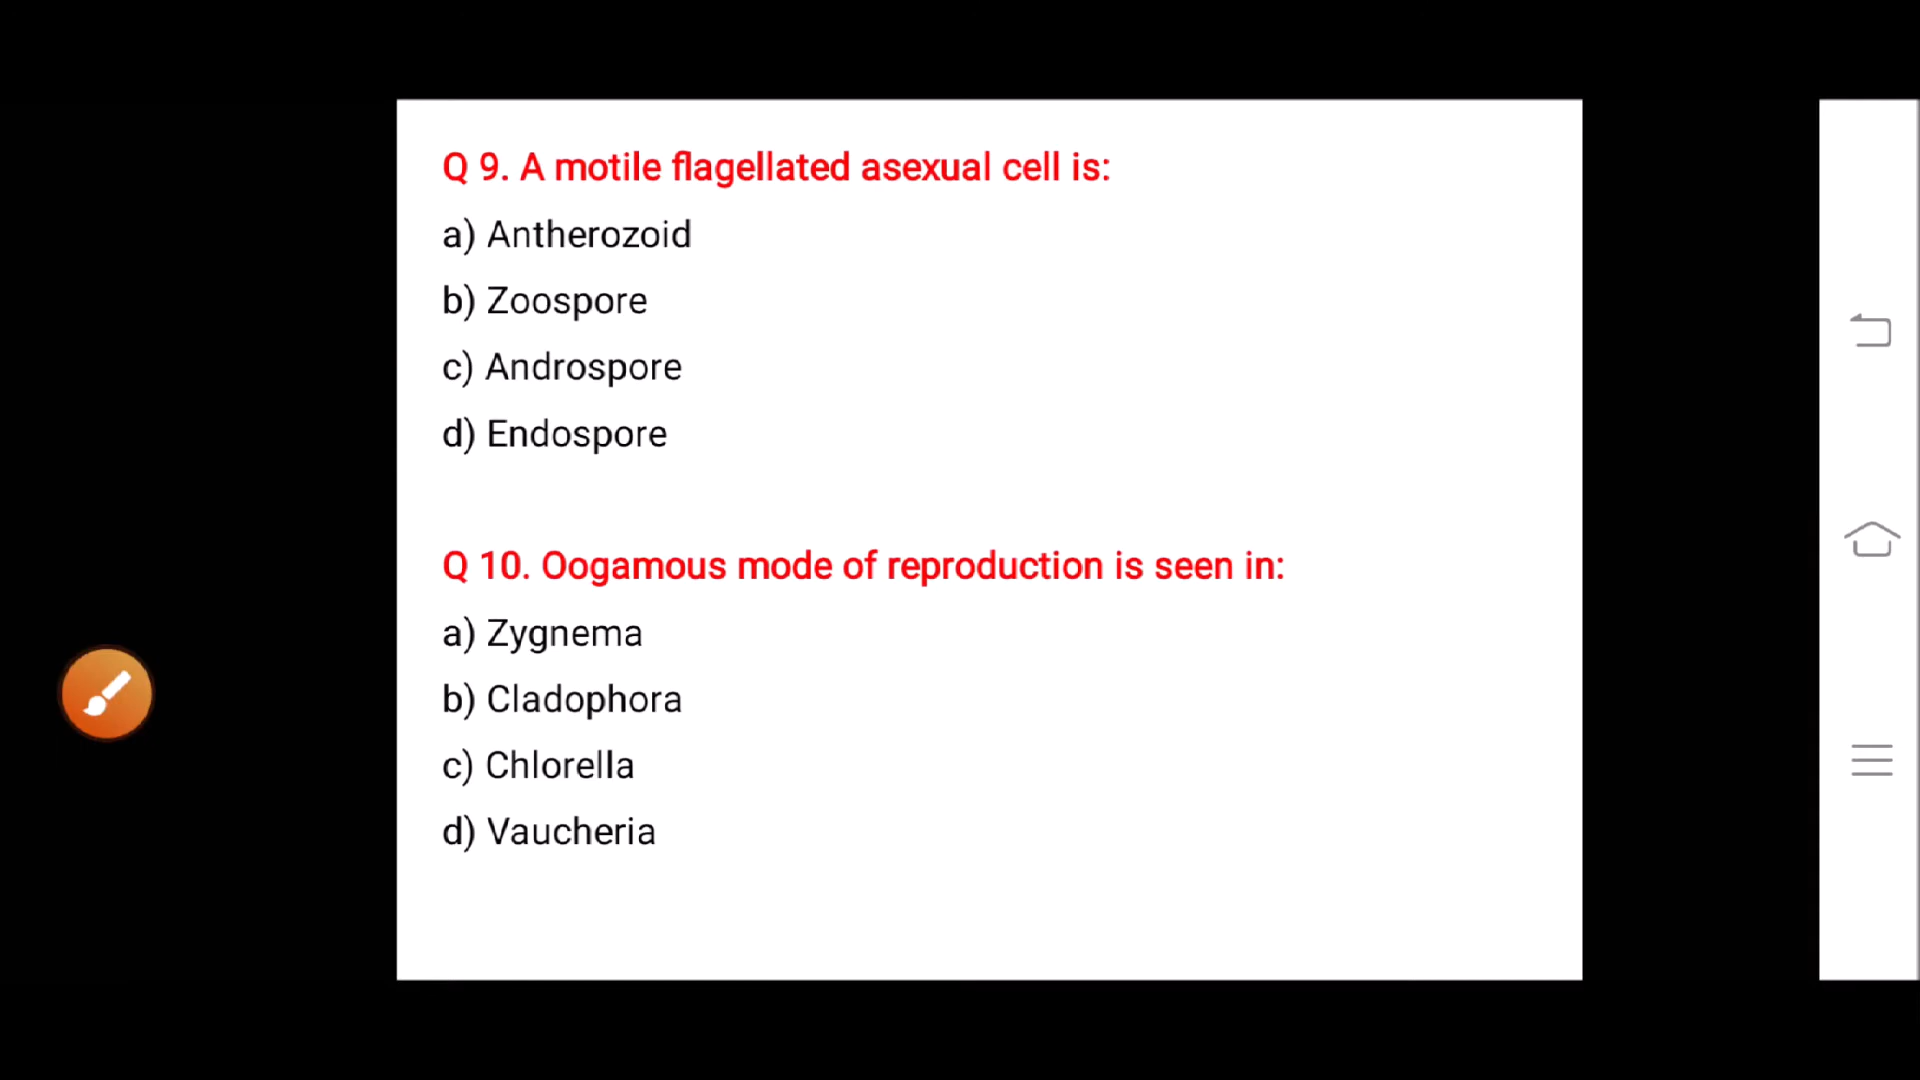 Q 9. A motile flagellated asexual cell is:
a) Antherozoid
b) Zoospore
c) Androspore
d) Endospore
Q 10. Oogamous mode of reproduction is seen in:
a) Zygnema
b) Cladophora
c) Chlorella
d) Vaucheria